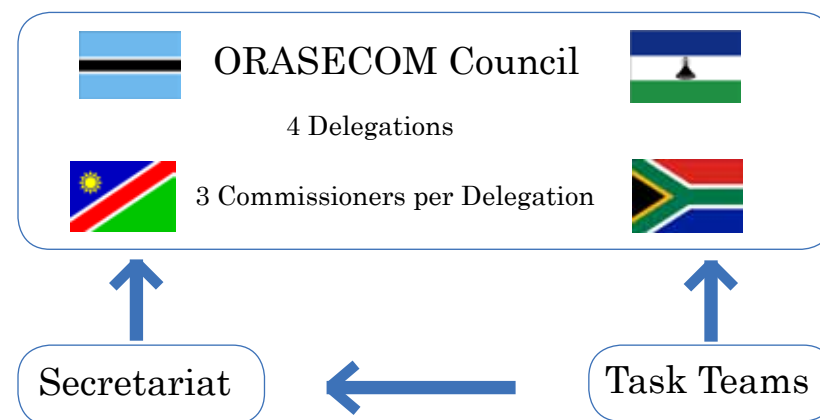 ORASECOM Council
4 Delegations
3 Commissioners per Delegation
Secretariat
Task Teams